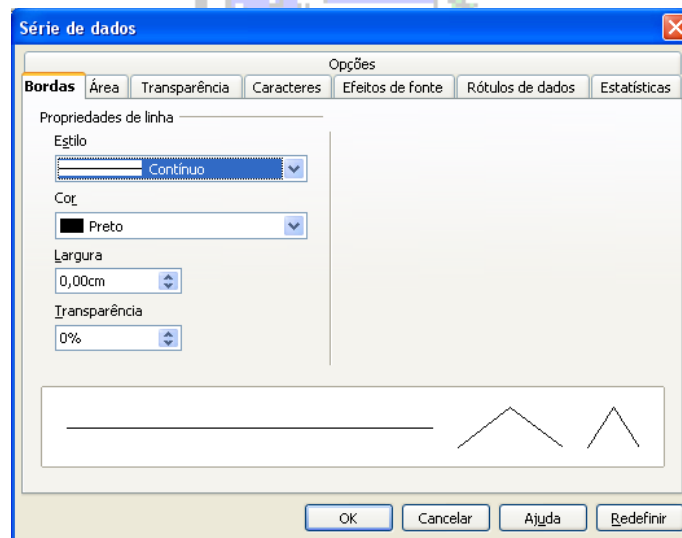 Série de dados
Opções
Bordas Área Transparência Caracteres Efeitos de fonte Rótulos de dados Estatísticas
Propriedades de linha
Estilo
Contínuo
Cor
Preto
Largura
0,00cm
Transparência
0%
OK Cancelar Ajuda Redefinir